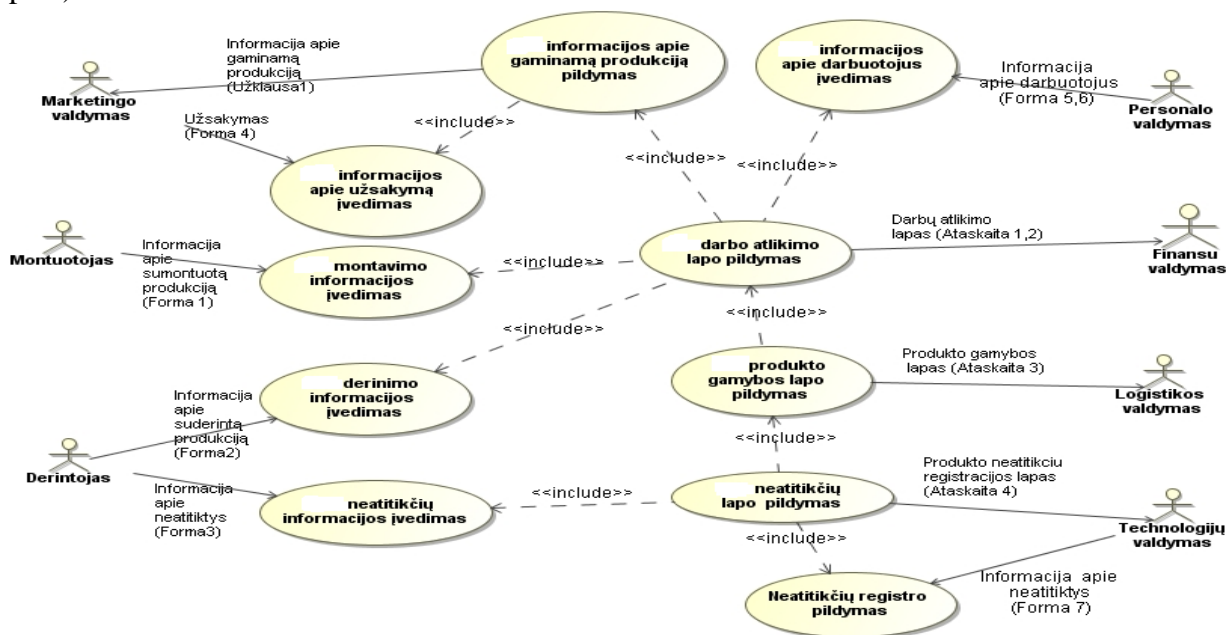 informacijos apie
gaminamą produkciją
pildymas
informacijos
apie darbuotojus
įvedimas
Informacija apie
gaminamą
produkciją
(Užklausa1)
Marketingo
valdymas
Informacija
apie darbuotojus
(Forma 5,6)
Personalo
valdymas
Užsakymas
(Forma 4)
<<include>>
<<include>>
<<include>>
informacijos
apie užsakymą
įvedimas
Montuotojas
Informacija
apie
sumontuotą
produkciją
(Forma 1)
montavimo
informacijos
įvedimas
<<include>>
darbo atlikimo
lapo pildymas
Darbų atlikimo
lapas (Ataskaita 1,2)
Finansu
valdymas
<<include>>
<<include>>
derinimo
informacijos
įvedimas
produkto
gamybos lapo
pildymas
Produkto gamybos
lapas (Ataskaita 3)
Logistikos
valdymas
Informacija
apie
suderintą
produkciją
(Forma2)
Derintojas
<<include>>
Informacija
apie
neatitiktys
(Forma3)
neatitikčių
informacijos įvedimas
<<include>>
neatitikčių
lapo pildymas
Produkto neatitikciu
registracijos lapas
(Ataskaita 4)
Technologijų
valdymas
<<include>>
Neatitikčių registro
pildymas
Informacija apie
neatitiktys
(Forma 7)